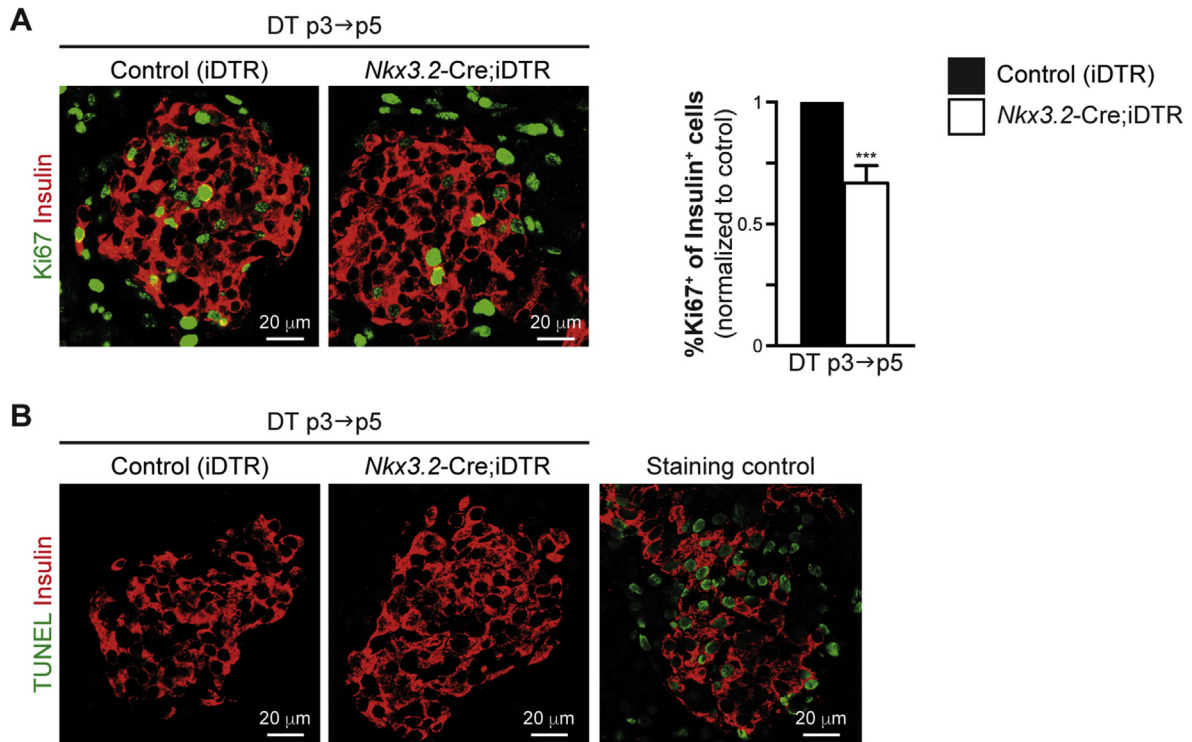 A
DT p3→p5
Control (iDTR)
Nkx3.2-Cre;iDTR
Ki67 Insulin
20 μm
20 μm
%Ki67⁺ of Insulin⁺ cells
(normalized to cotrol)
1
0.5
0
***
DT p3→p5
Control (iDTR)
Nkx3.2-Cre;iDTR
B
DT p3→p5
Control (iDTR)
Nkx3.2-Cre;iDTR
Staining control
TUNEL Insulin
20 μm
20 μm
20 μm